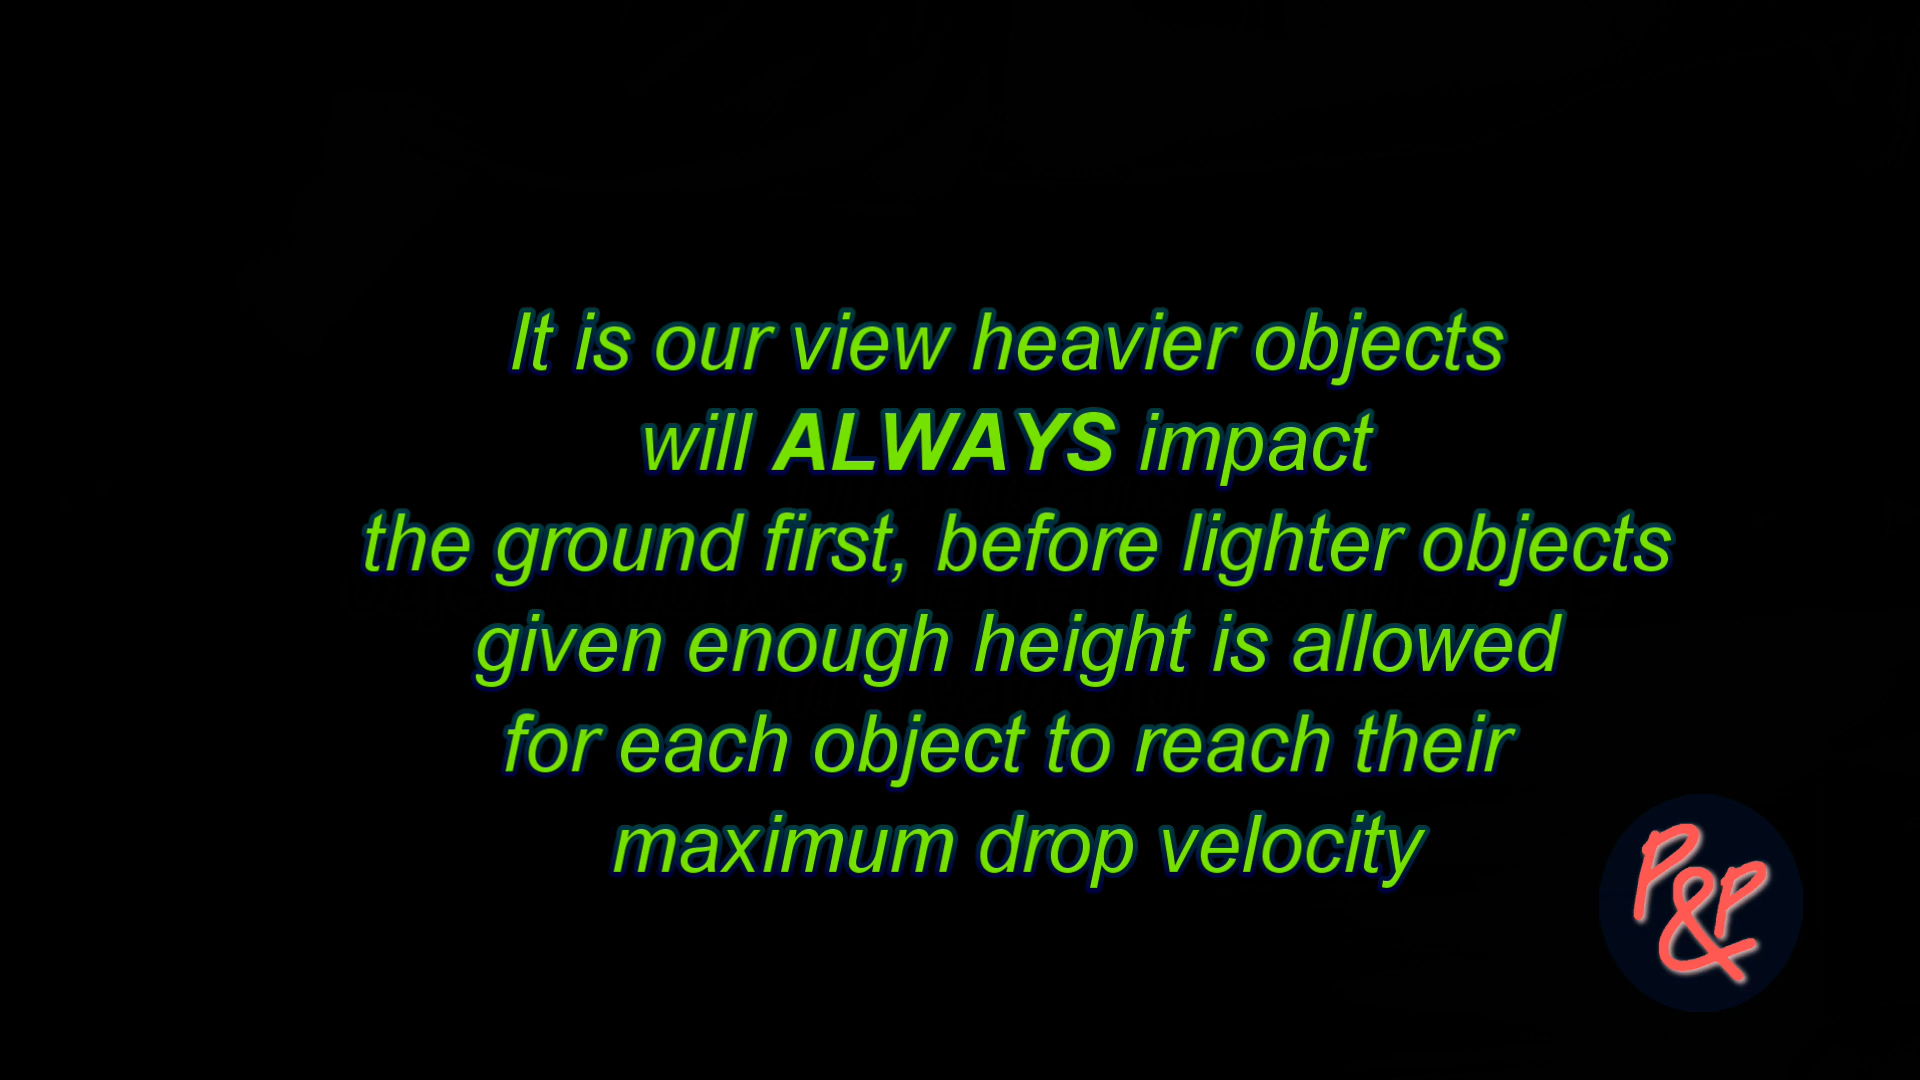 It is our view heavier objects
will ALWAYS impact
the ground first, before lighter objects
given enough height is allowed
for each object to reach their
maximum drop velocity
P&P